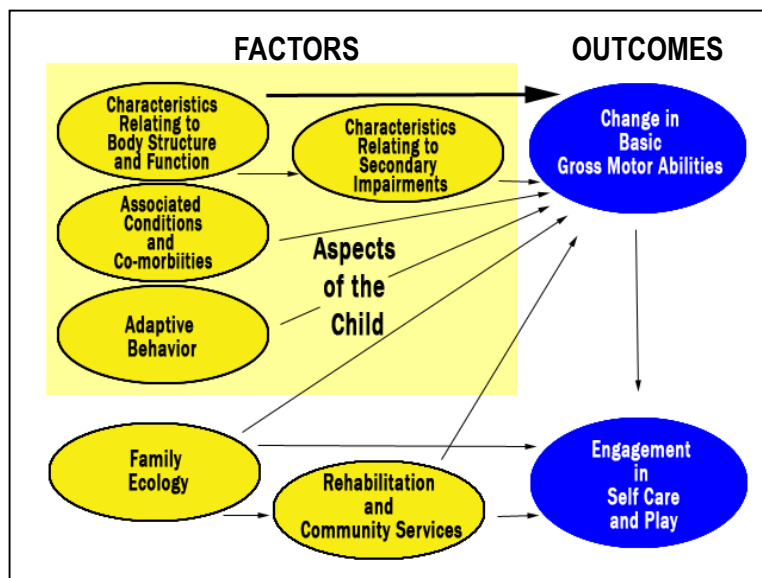 FACTORS
OUTCOMES
Characteristics
Relating to
Body Structure
and Function
Characteristics
Relating to
Secondary
Impairments
Change in
Basic
Gross Motor Abilities
Associated
Conditions
and
Co-morbiities
Aspects
of the
Child
Adaptive
Behavior
Family
Ecology
Rehabilitation
and
Community Services
Engagement
in
Self Care
and Play